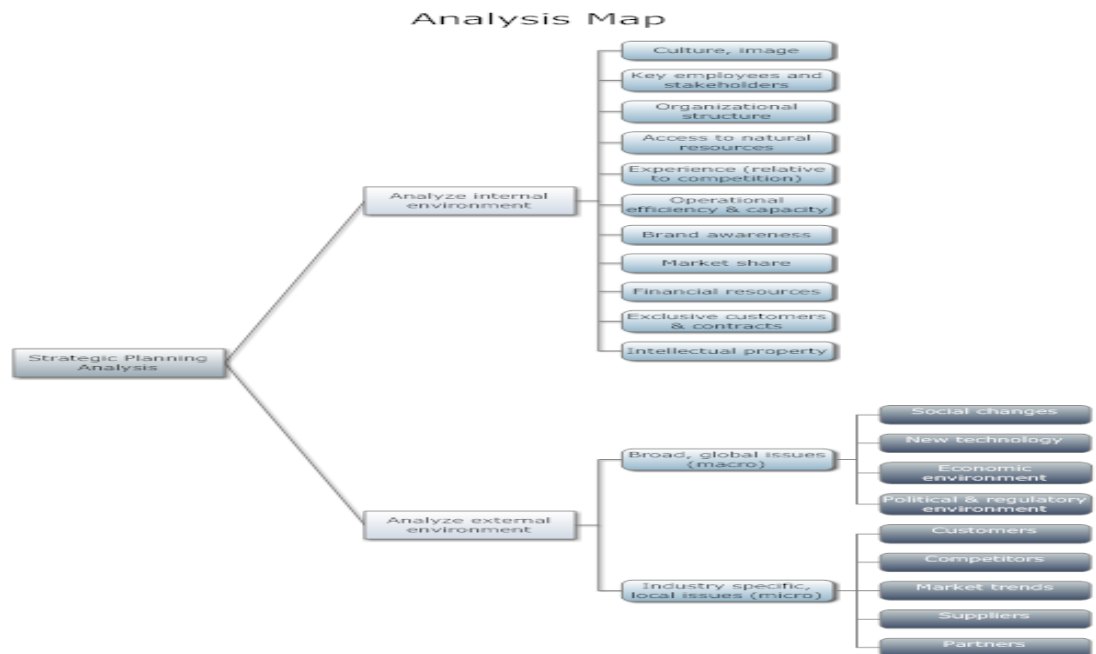 Analysis Map
Culture, image
Key employees and
stakeholders
Organizational
structure
Access to natural
resources
Experience (relative
to competition)
Analyze internal
environment
Operational
efficiency & capacity
Brand awareness
Market share
Financial resources
Exclusive customers
& contracts
Intellectual property
Strategic Planning
Analysis
Social changes
New technology
Broad, global issues
(macro)
Economic
environment
Political & regulatory
environment
Analyze external
environment
Customers
Competitors
Industry specific,
local issues (micro)
Market trends
Suppliers
Partners